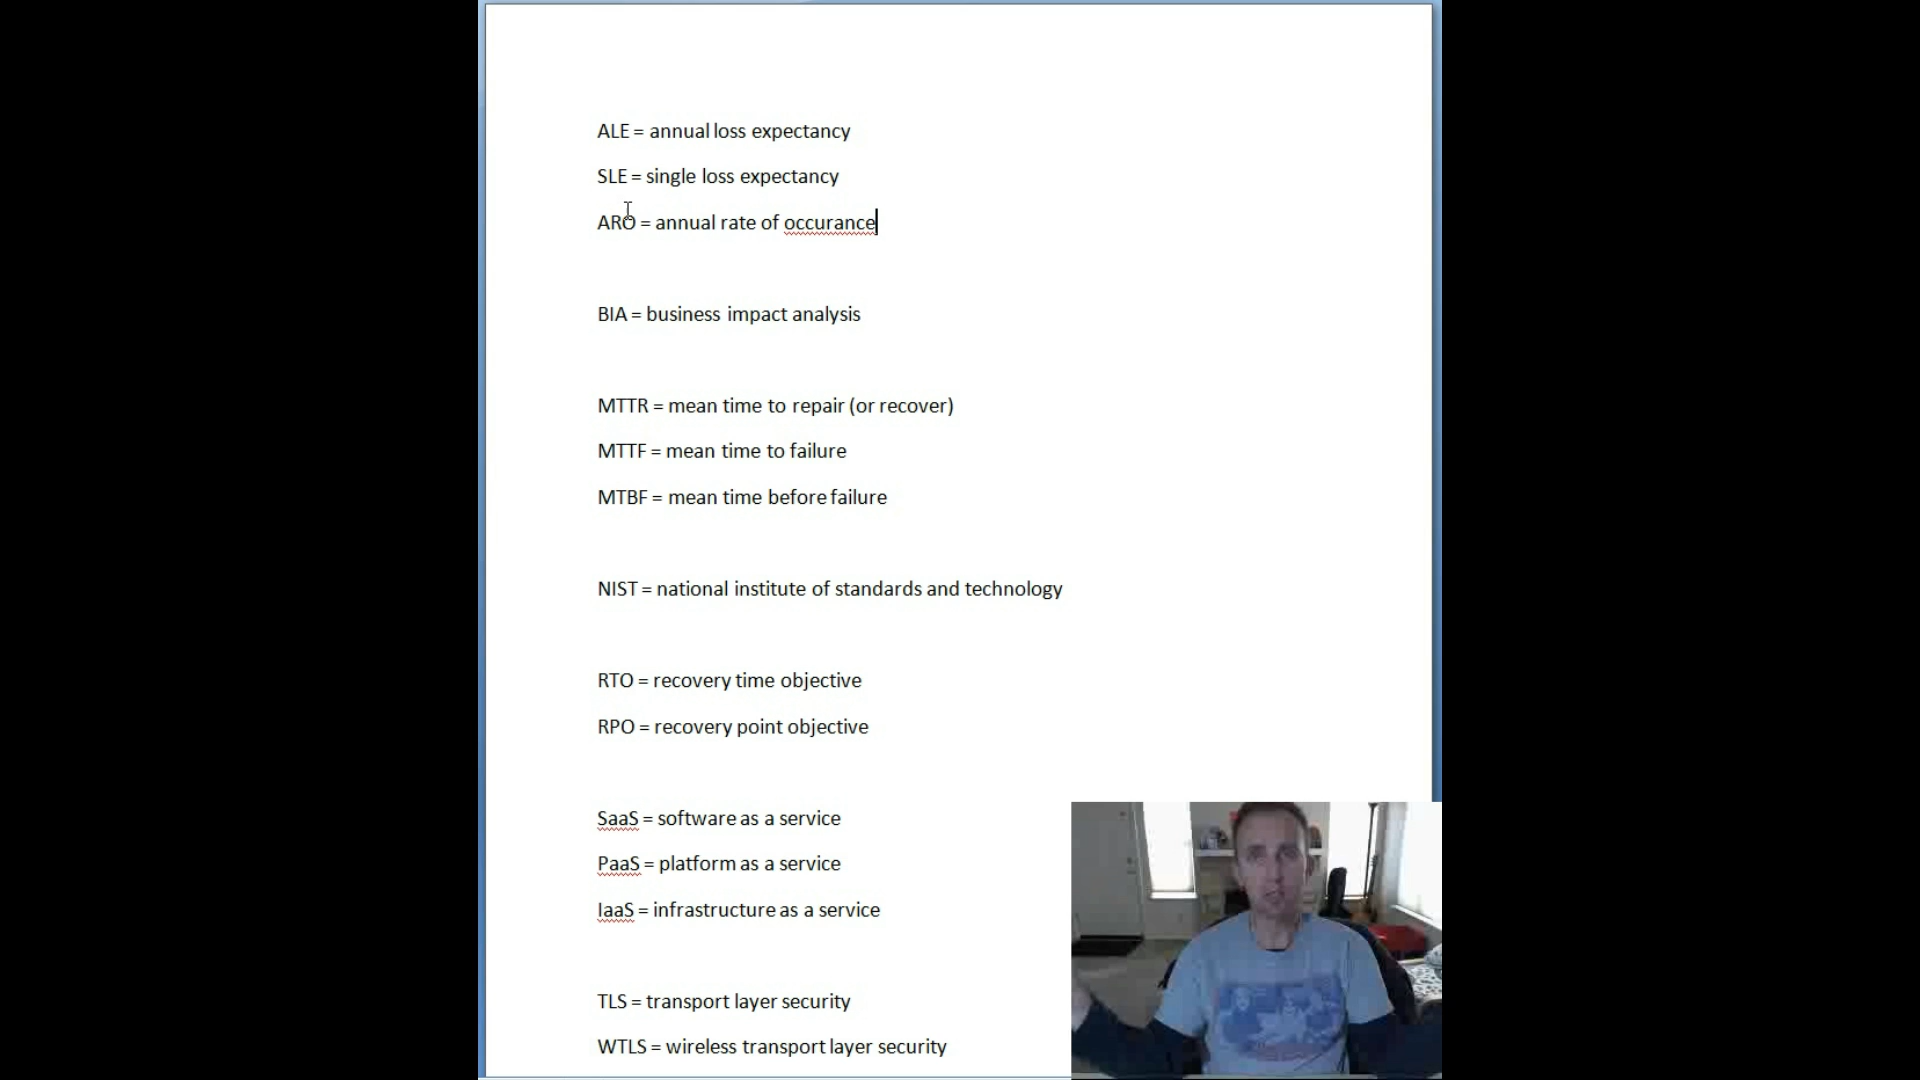 ALE = annual loss expectancy
SLE = single loss expectancy
ARO = annual rate of occurance
BIA = business impact analysis
MTTR = mean time to repair (or recover)
MTTF = mean time to failure
MTBF = mean time before failure
NIST = national institute of standards and technology
RTO = recovery time objective
RPO = recovery point objective
SaaS = software as a service
PaaS = platform as a service
IaaS = infrastructure as a service
TLS = transport layer security
WTLS = wireless transport layer security